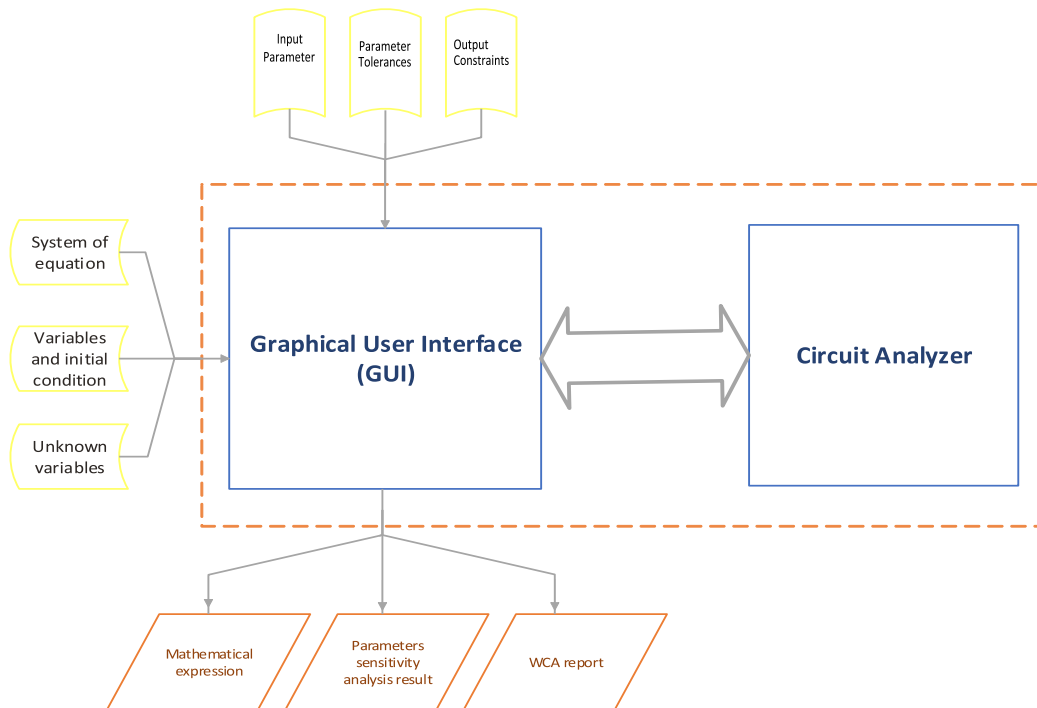 Input
Parameter
Parameter
Tolerances
Output
Constraints
System of
equation
Variables
and initial
condition
Unknown
variables
Graphical User Interface
(GUI)
Circuit Analyzer
Mathematical
expression
Parameters
sensitivity
analysis result
WCA report